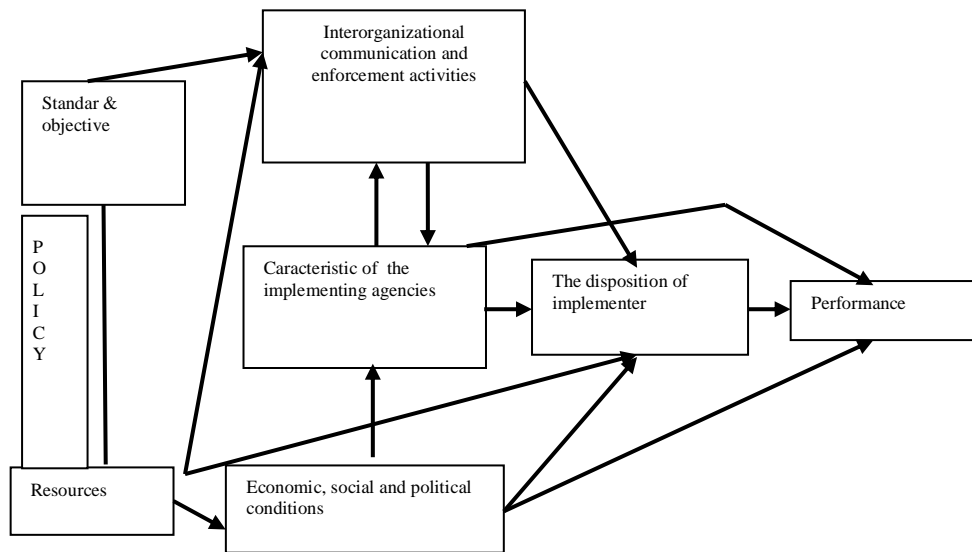 Interorganizational
communication and
enforcement activities
Standar &
objective
P
O
L
I
C
Y
Caracteristic of the
implementing agencies
The disposition of
implementer
Performance
Resources
Economic, social and political
conditions